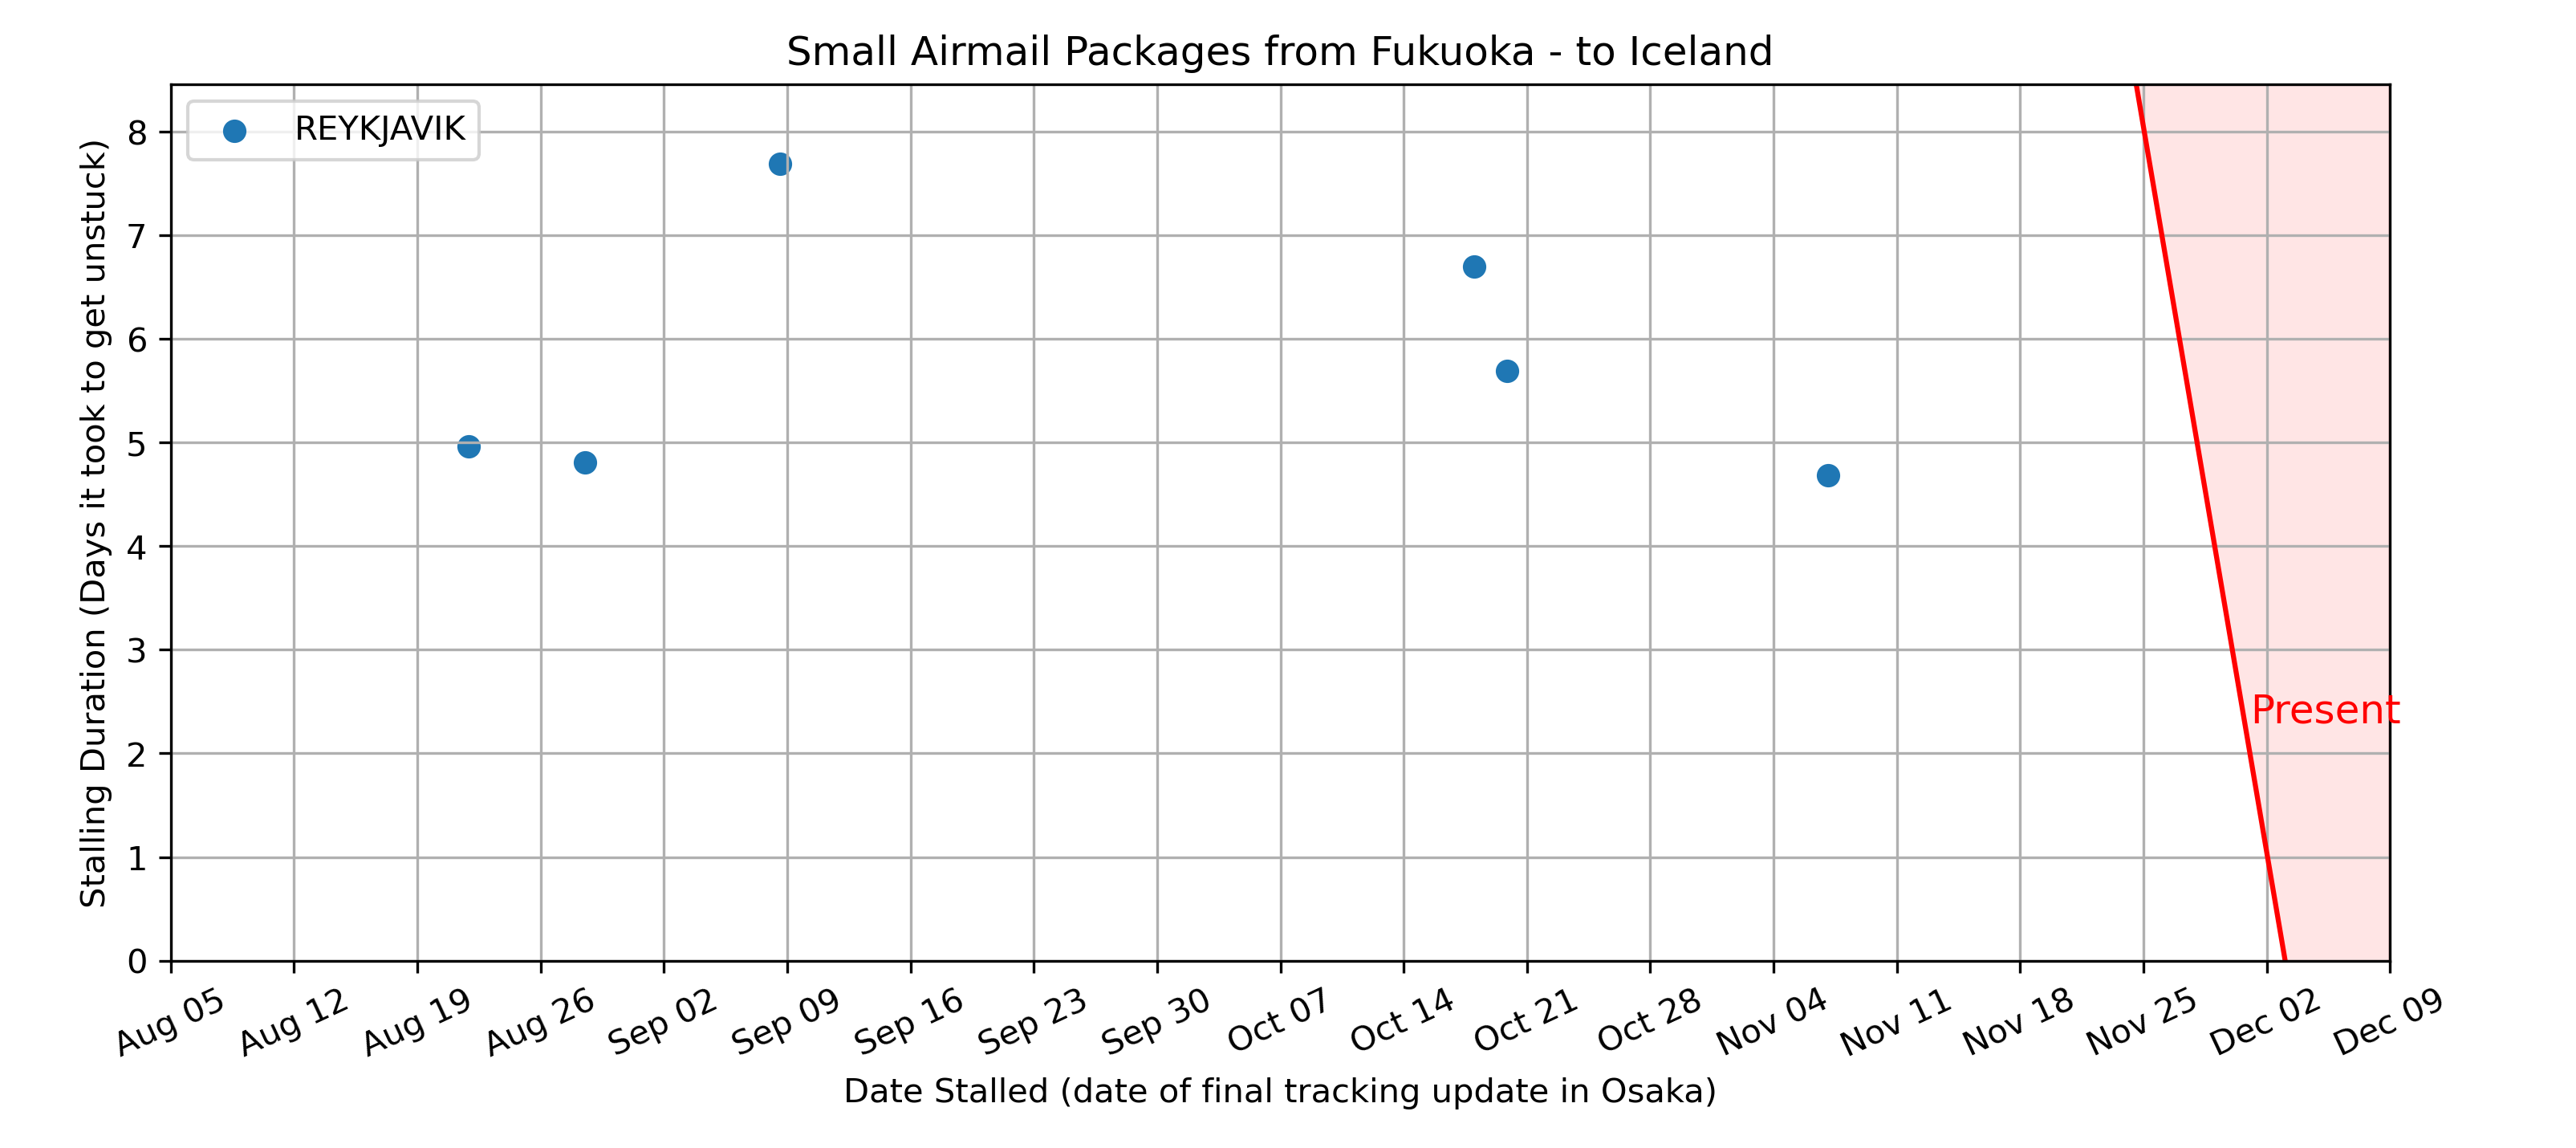 Small Airmail Packages from Fukuoka - to Iceland
REYKJAVIK
Stalling Duration (Days it took to get unstuck)
8
7
6
5
4
3
2
1
0
Present
Aug 05
Aug 12
Aug 19
Aug 26
Sep 02
Sep 09
Sep 16
Sep 23
Sep 30
Oct 07
Oct 14
Oct 21
Oct 28
Nov 04
Nov 11
Nov 18
Nov 25
Dec 02
Dec 09
Date Stalled (date of final tracking update in Osaka)